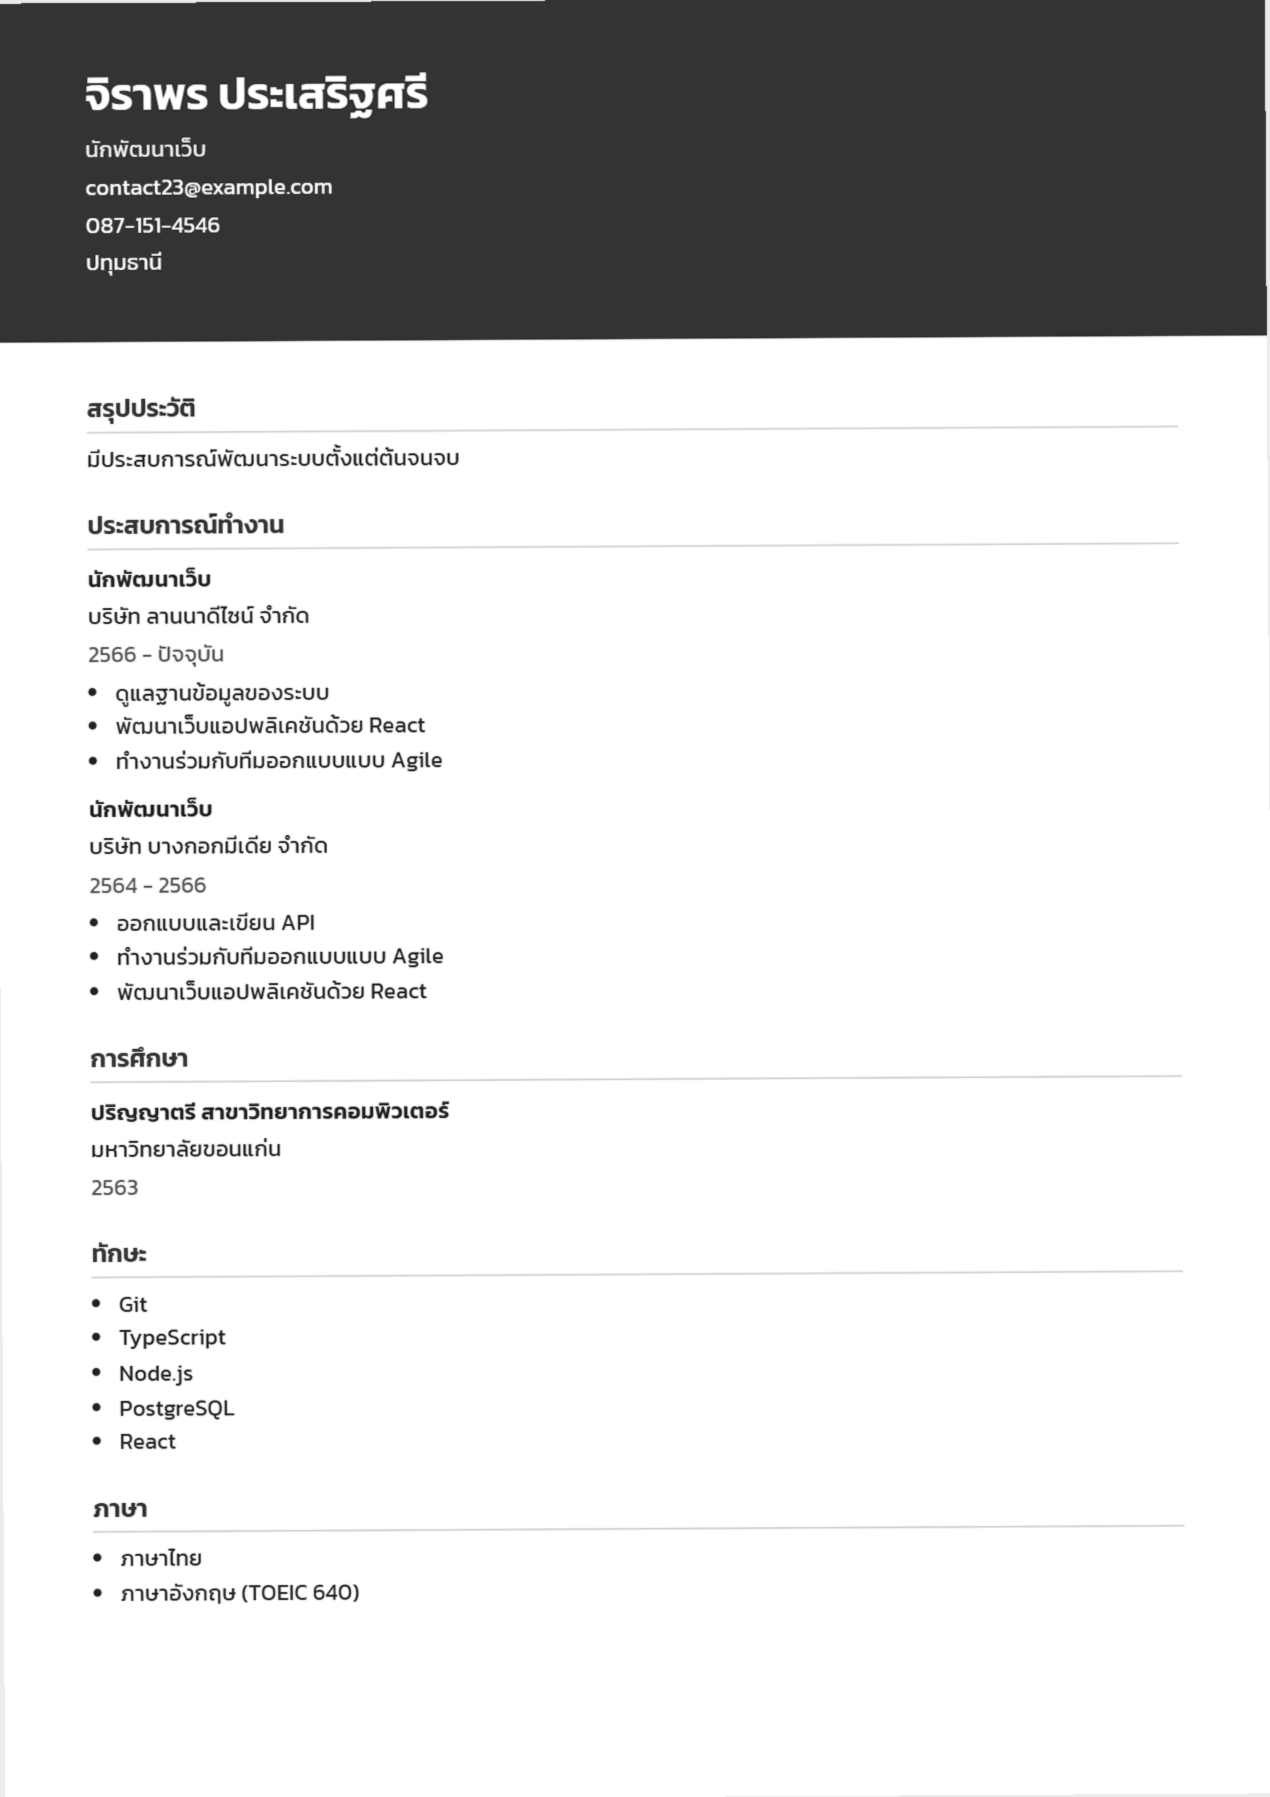 จิราพร ประเสริฐศรี
นักพัฒนาเว็บ
contact23@example.com
087-151-4546
ปทุมธานี
สรุปประวัติ
มีประสบการณ์พัฒนาระบบตั้งแต่ต้นจนจบ
ประสบการณ์ทำงาน
นักพัฒนาเว็บ
บริษัท ลานนาดีไซน์ จำกัด
2566 - ปัจจุบัน
• ดูแลฐานข้อมูลของระบบ
• พัฒนาเว็บแอปพลิเคชันด้วย React
• ทำงานร่วมกับทีมออกแบบแบบ Agile
นักพัฒนาเว็บ
บริษัท บางกอกมีเดีย จำกัด
2564 - 2566
• ออกแบบและเขียน API
• ทำงานร่วมกับทีมออกแบบแบบ Agile
• พัฒนาเว็บแอปพลิเคชันด้วย React
การศึกษา
ปริญญาตรี สาขาวิทยาการคอมพิวเตอร์
มหาวิทยาลัยขอนแก่น
2563
ทักษะ
• Git
• TypeScript
• Node.js
• PostgreSQL
• React
ภาษา
• ภาษาไทย
• ภาษาอังกฤษ (TOEIC 640)